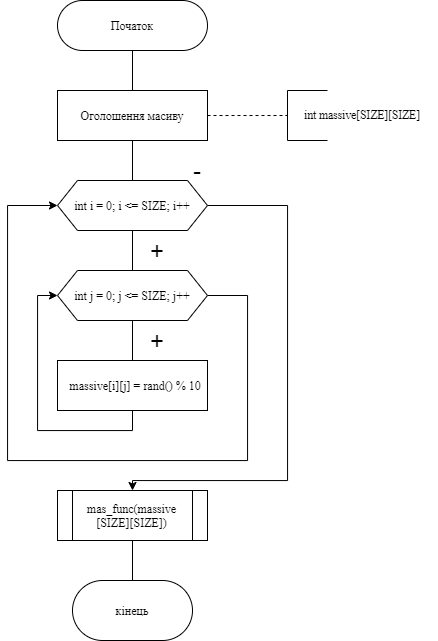 Початок
Оголошення масиву
int massive[SIZE][SIZE]
-
int i = 0; i <= SIZE; i++
+
int j = 0; j <= SIZE; j++
+
massive[i][j] = rand() % 10
mas_func(massive
[SIZE][SIZE])
кінець